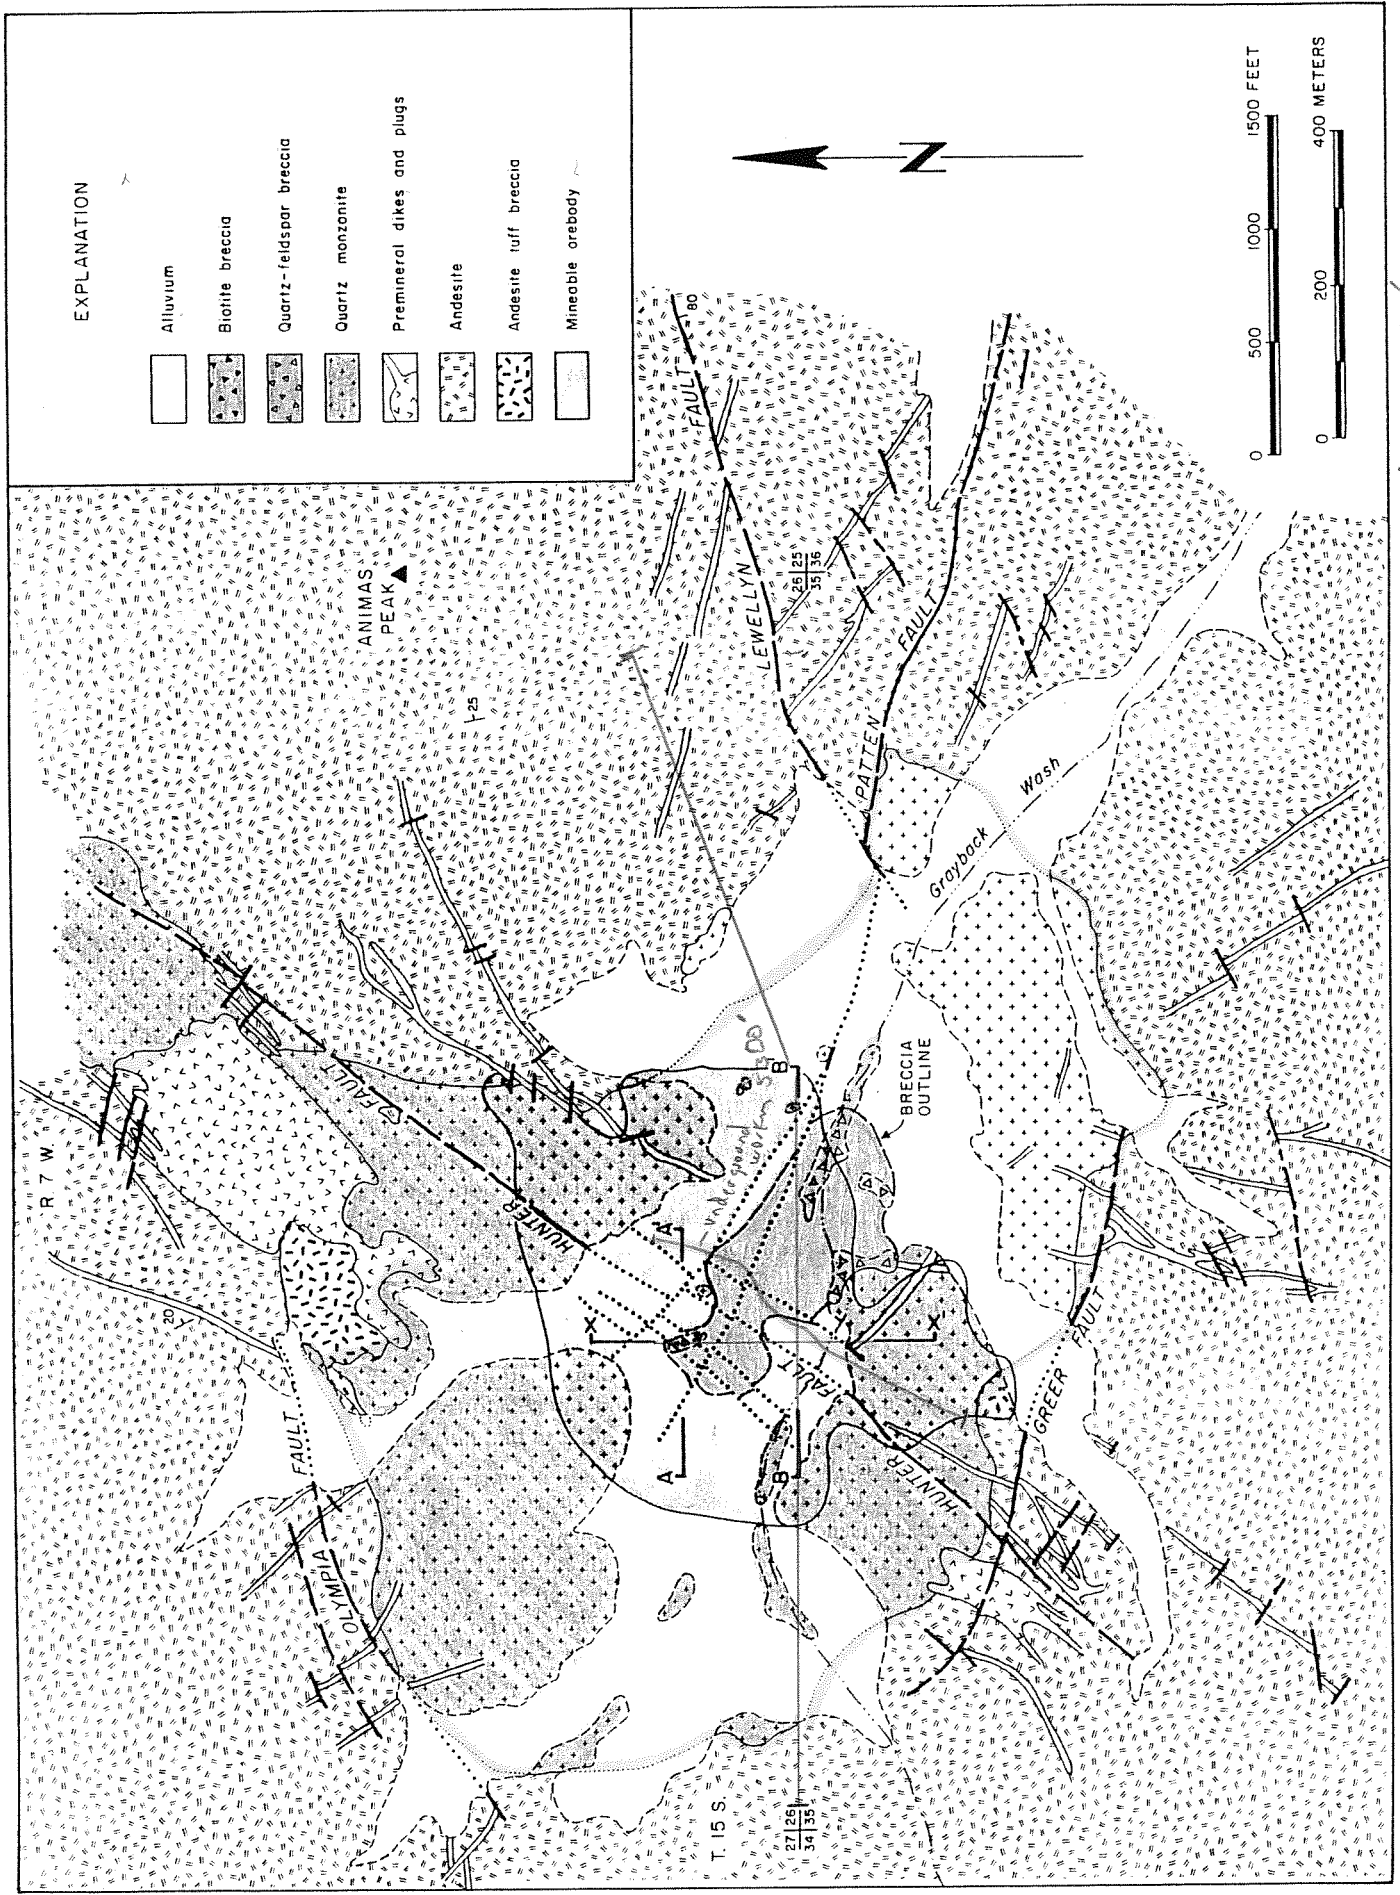 EXPLANATION
Alluvium
Biotite breccia
Quartz-feldspar breccia
Quartz monzonite
Premineral dikes and plugs
Andesite
Andesite tuff breccia
Mineable orebody
R 7 W.
ANIMAS
PEAK
25
20
HUNTER
FAULT
OLYMPIA
FAULT
LEWELLYN
FAULT
80
26 25
35 36
PATTEN
FAULT
Grayback
Wash
BRECCIA
OUTLINE
underground
5300'
A
A'
B
B'
X
X'
FAULT
HUNTER
GREER
FAULT
T. 15 S.
27 26
34 35
N
0 500 1000 1500 FEET
0 200 400 METERS